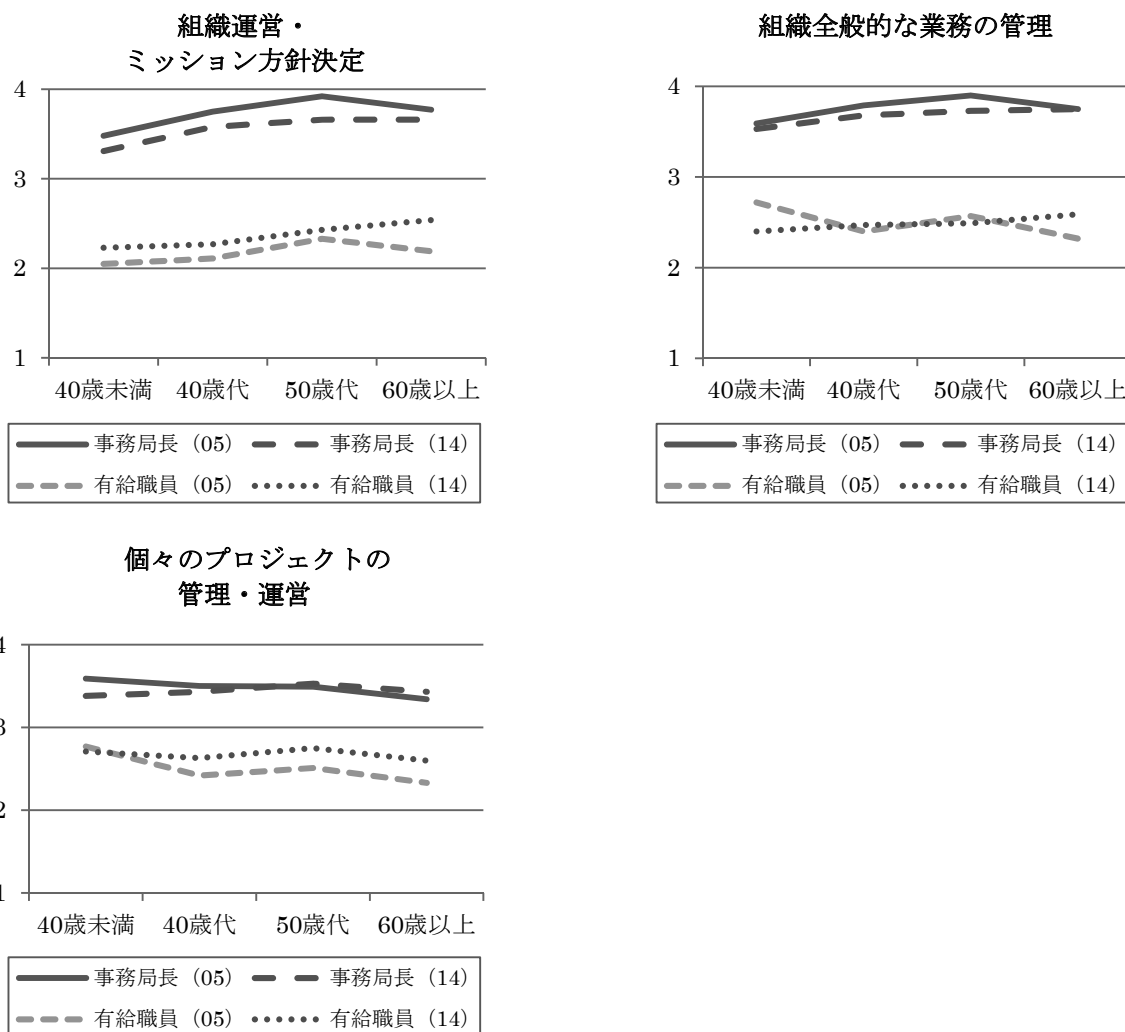 組織運営・
ミッション方針決定
4
3
2
1
40歳未満 40歳代 50歳代 60歳以上
事務局長（05） 事務局長（14）
有給職員（05） 有給職員（14）
組織全般的な業務の管理
4
3
2
1
40歳未満 40歳代 50歳代 60歳以上
事務局長（05） 事務局長（14）
有給職員（05） 有給職員（14）
個々のプロジェクトの
管理・運営
4
3
2
1
40歳未満 40歳代 50歳代 60歳以上
事務局長（05） 事務局長（14）
有給職員（05） 有給職員（14）